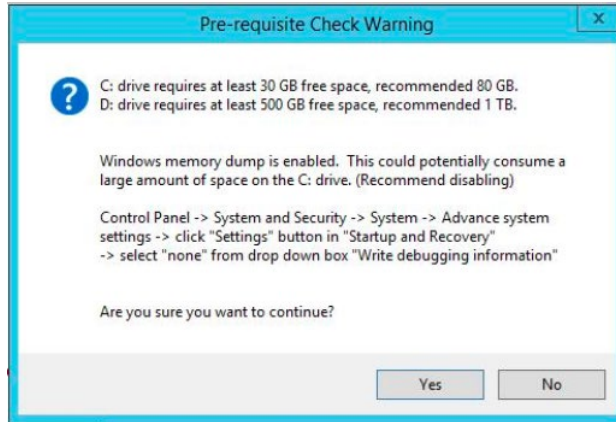 Pre-requisite Check Warning
x
?
C: drive requires at least 30 GB free space, recommended 80 GB.
D: drive requires at least 500 GB free space, recommended 1 TB.
Windows memory dump is enabled.  This could potentially consume a
large amount of space on the C: drive. (Recommend disabling)
Control Panel -> System and Security -> System -> Advance system
settings -> click "Settings" button in "Startup and Recovery"
-> select "none" from drop down box "Write debugging information"
Are you sure you want to continue?
Yes
No